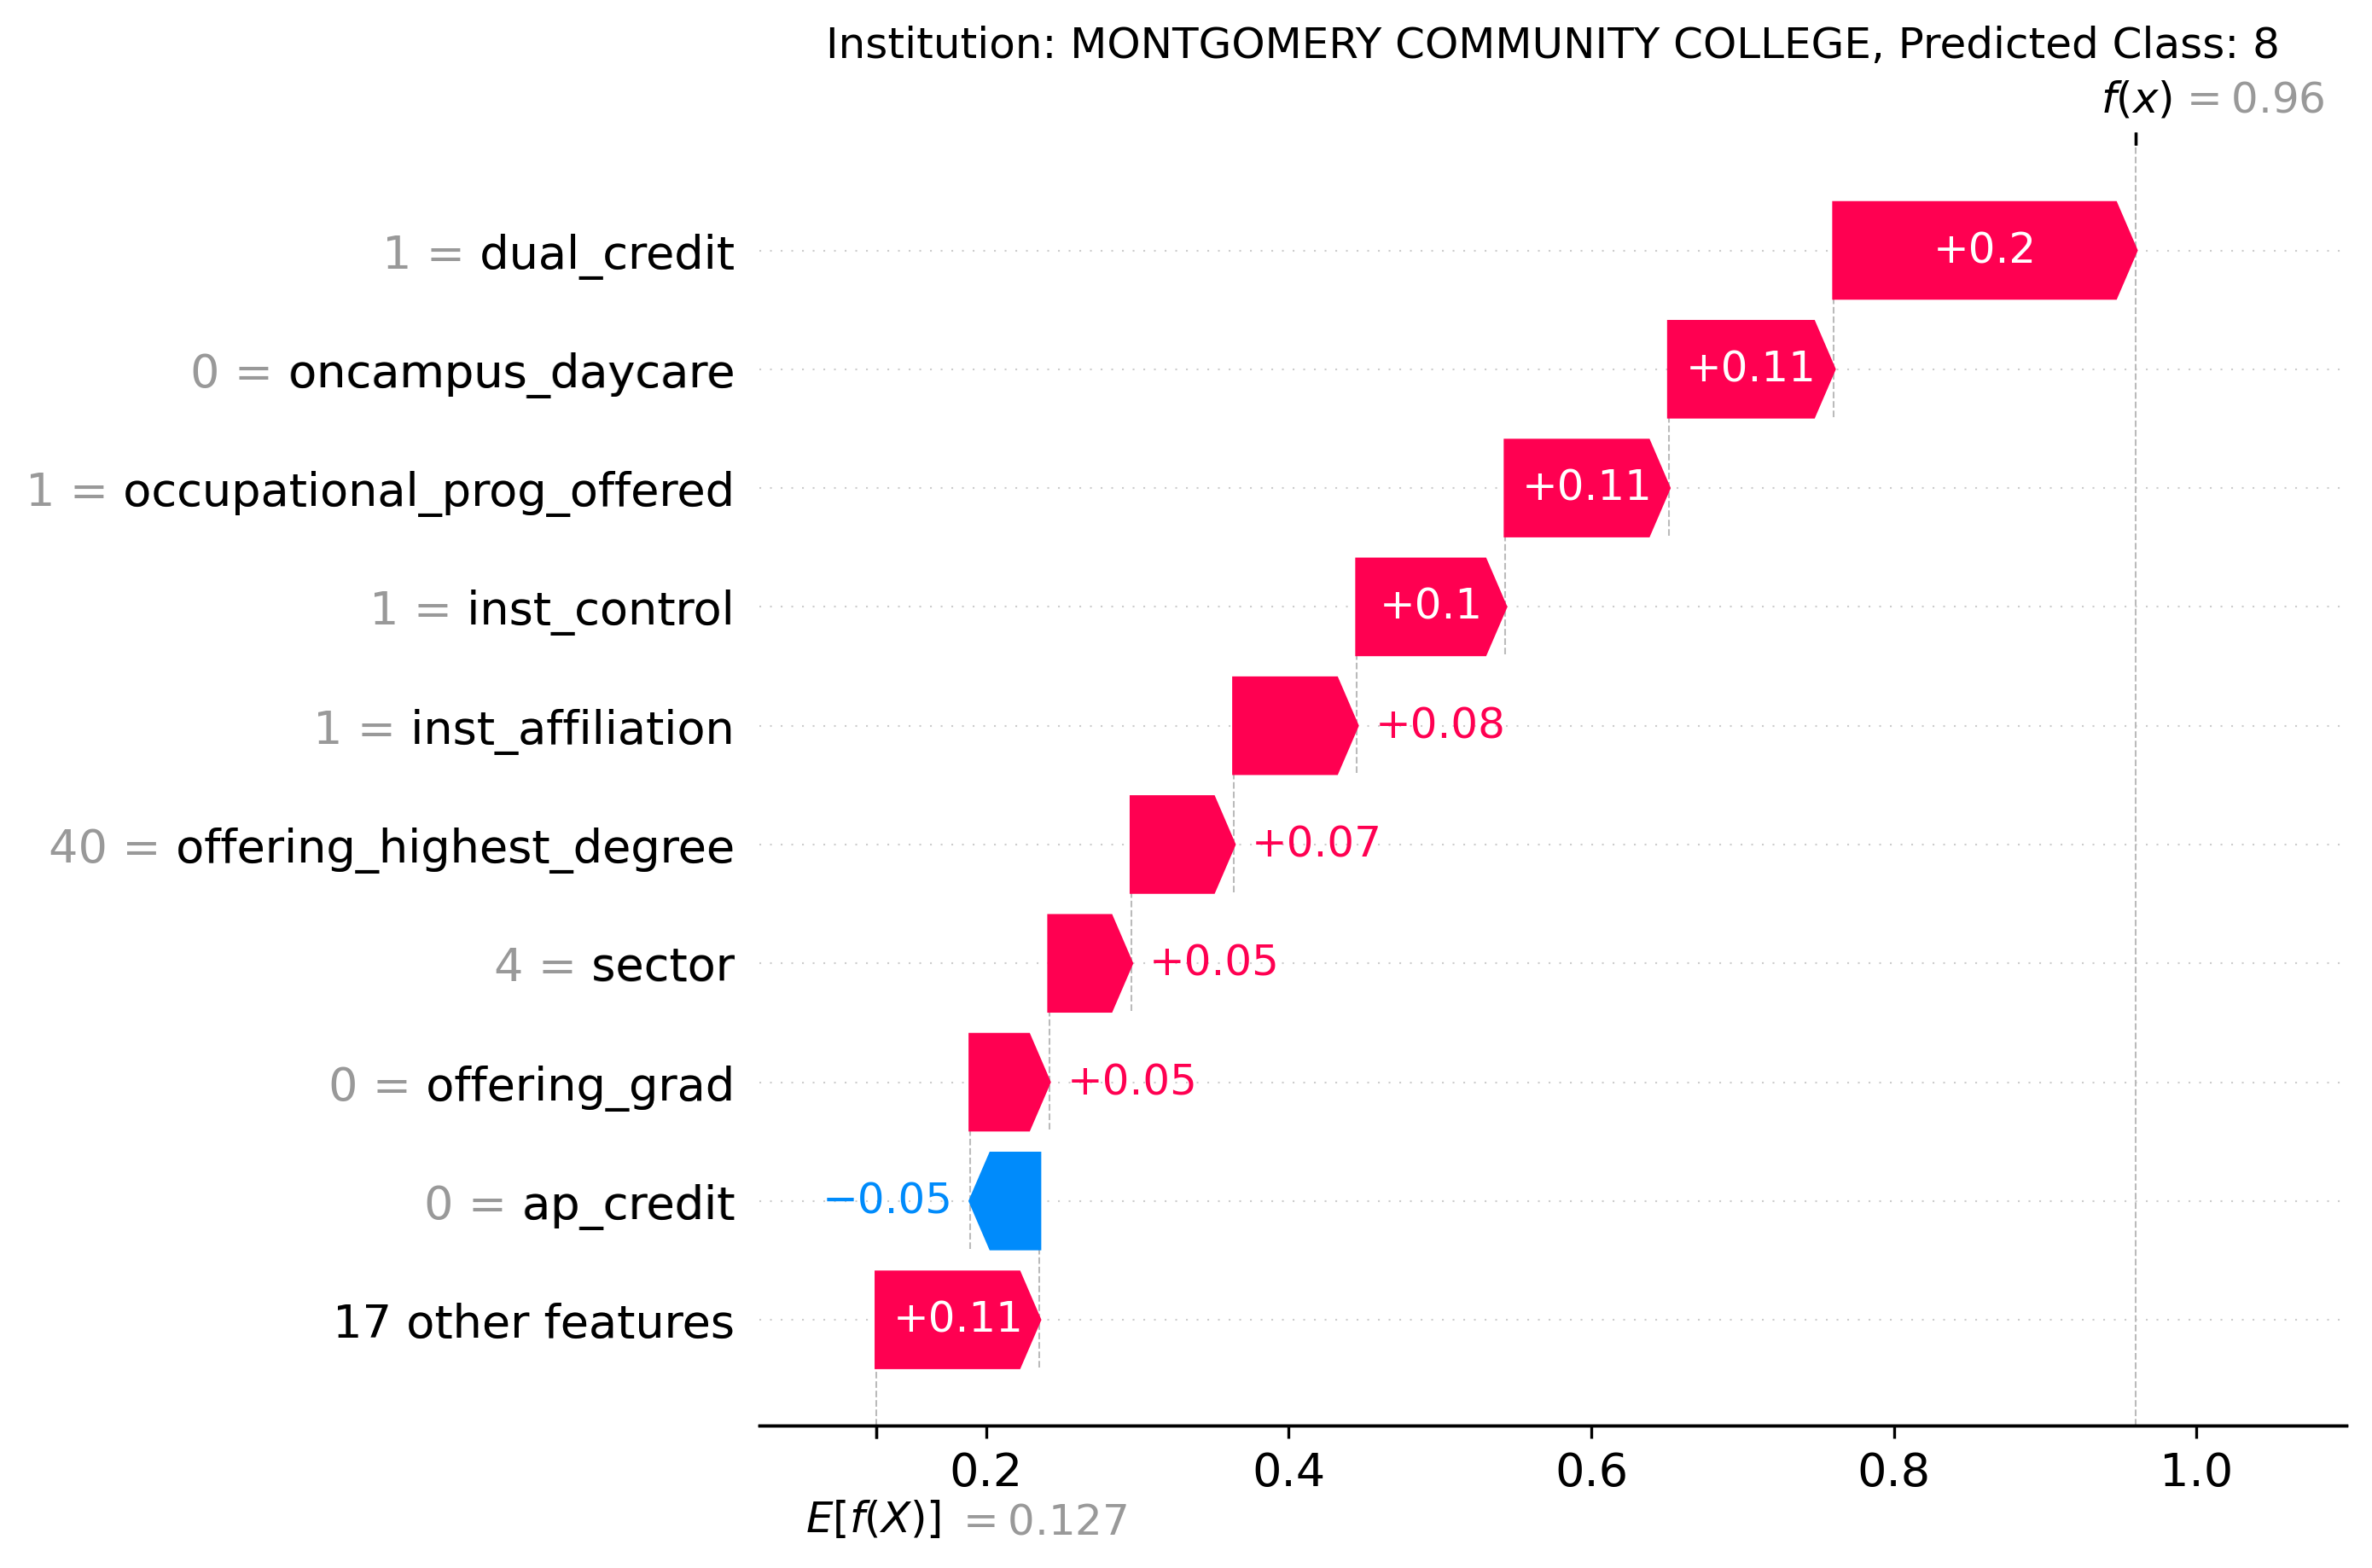 Institution: MONTGOMERY COMMUNITY COLLEGE, Predicted Class: 8
f(x) = 0.96
1 = dual_credit +0.2
0 = oncampus_daycare +0.11
1 = occupational_prog_offered +0.11
1 = inst_control +0.1
1 = inst_affiliation +0.08
40 = offering_highest_degree +0.07
4 = sector +0.05
0 = offering_grad +0.05
0 = ap_credit −0.05
17 other features +0.11
0.2 0.4 0.6 0.8 1.0
E[f(X)] = 0.127